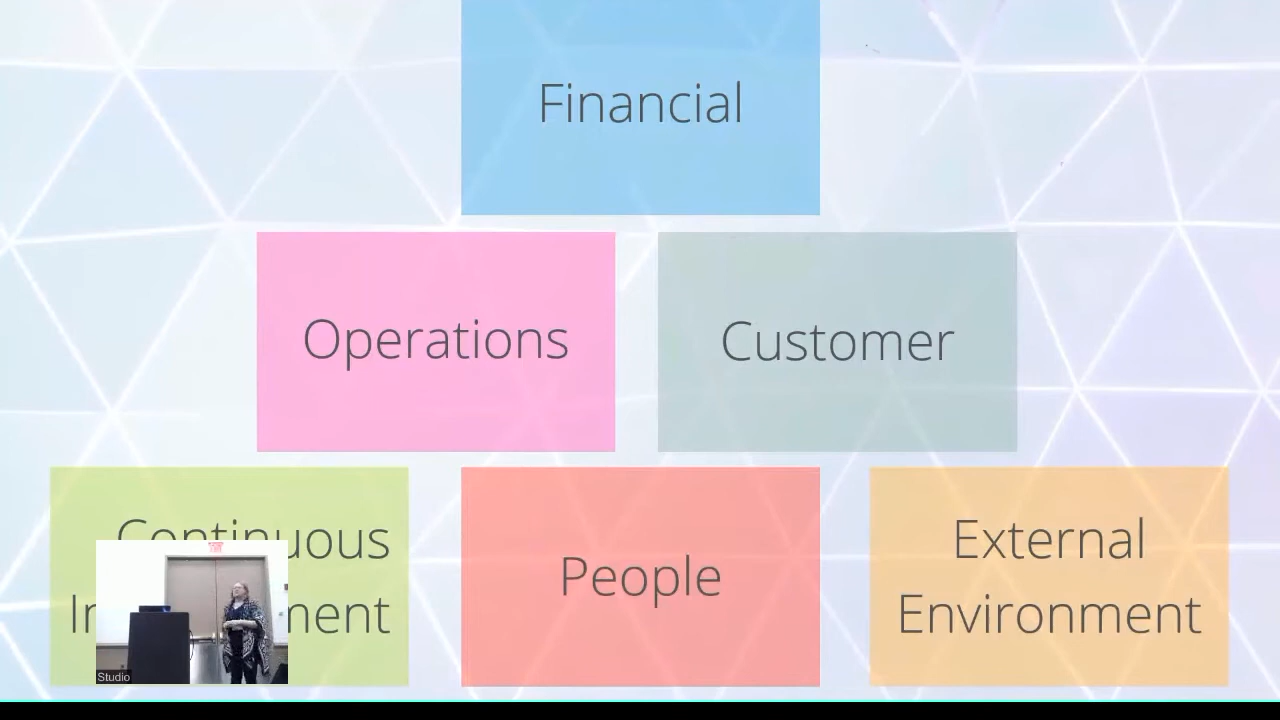 Financial
Operations
Customer
Continuous
People
External
Environment
Studio